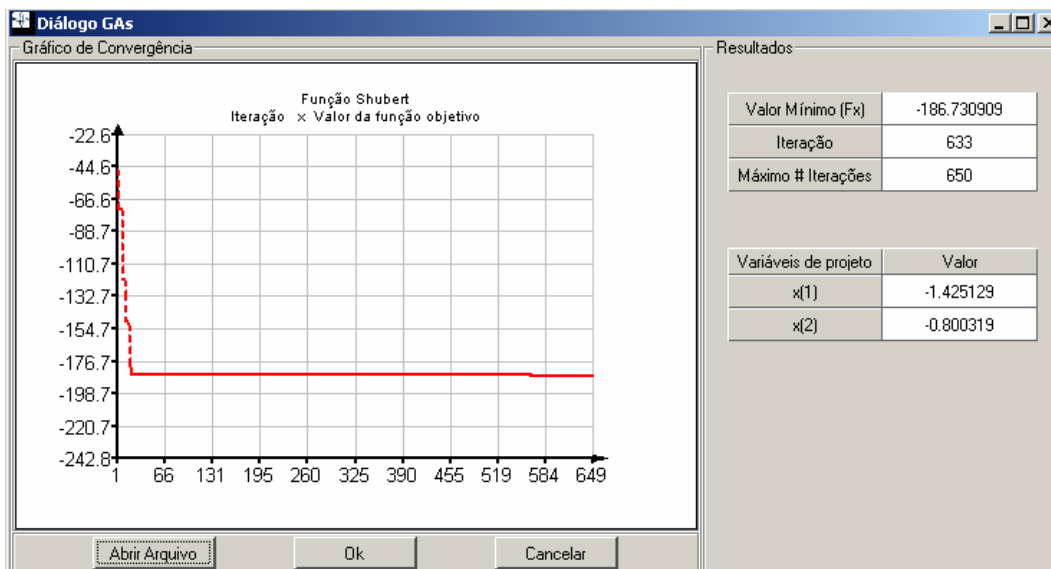 Diálogo GAs
Gráfico de Convergência
Função Shubert
Iteração x Valor da função objetivo
-22.6
-44.6
-66.6
-88.7
-110.7
-132.7
-154.7
-176.7
-198.7
-220.7
-242.8
1 66 131 195 260 325 390 455 519 584 649
Abrir Arquivo Ok Cancelar
Resultados
Valor Mínimo (Fx) -186.730909
Iteração 633
Máximo # Iterações 650
Variáveis de projeto Valor
x(1) -1.425129
x(2) -0.800319